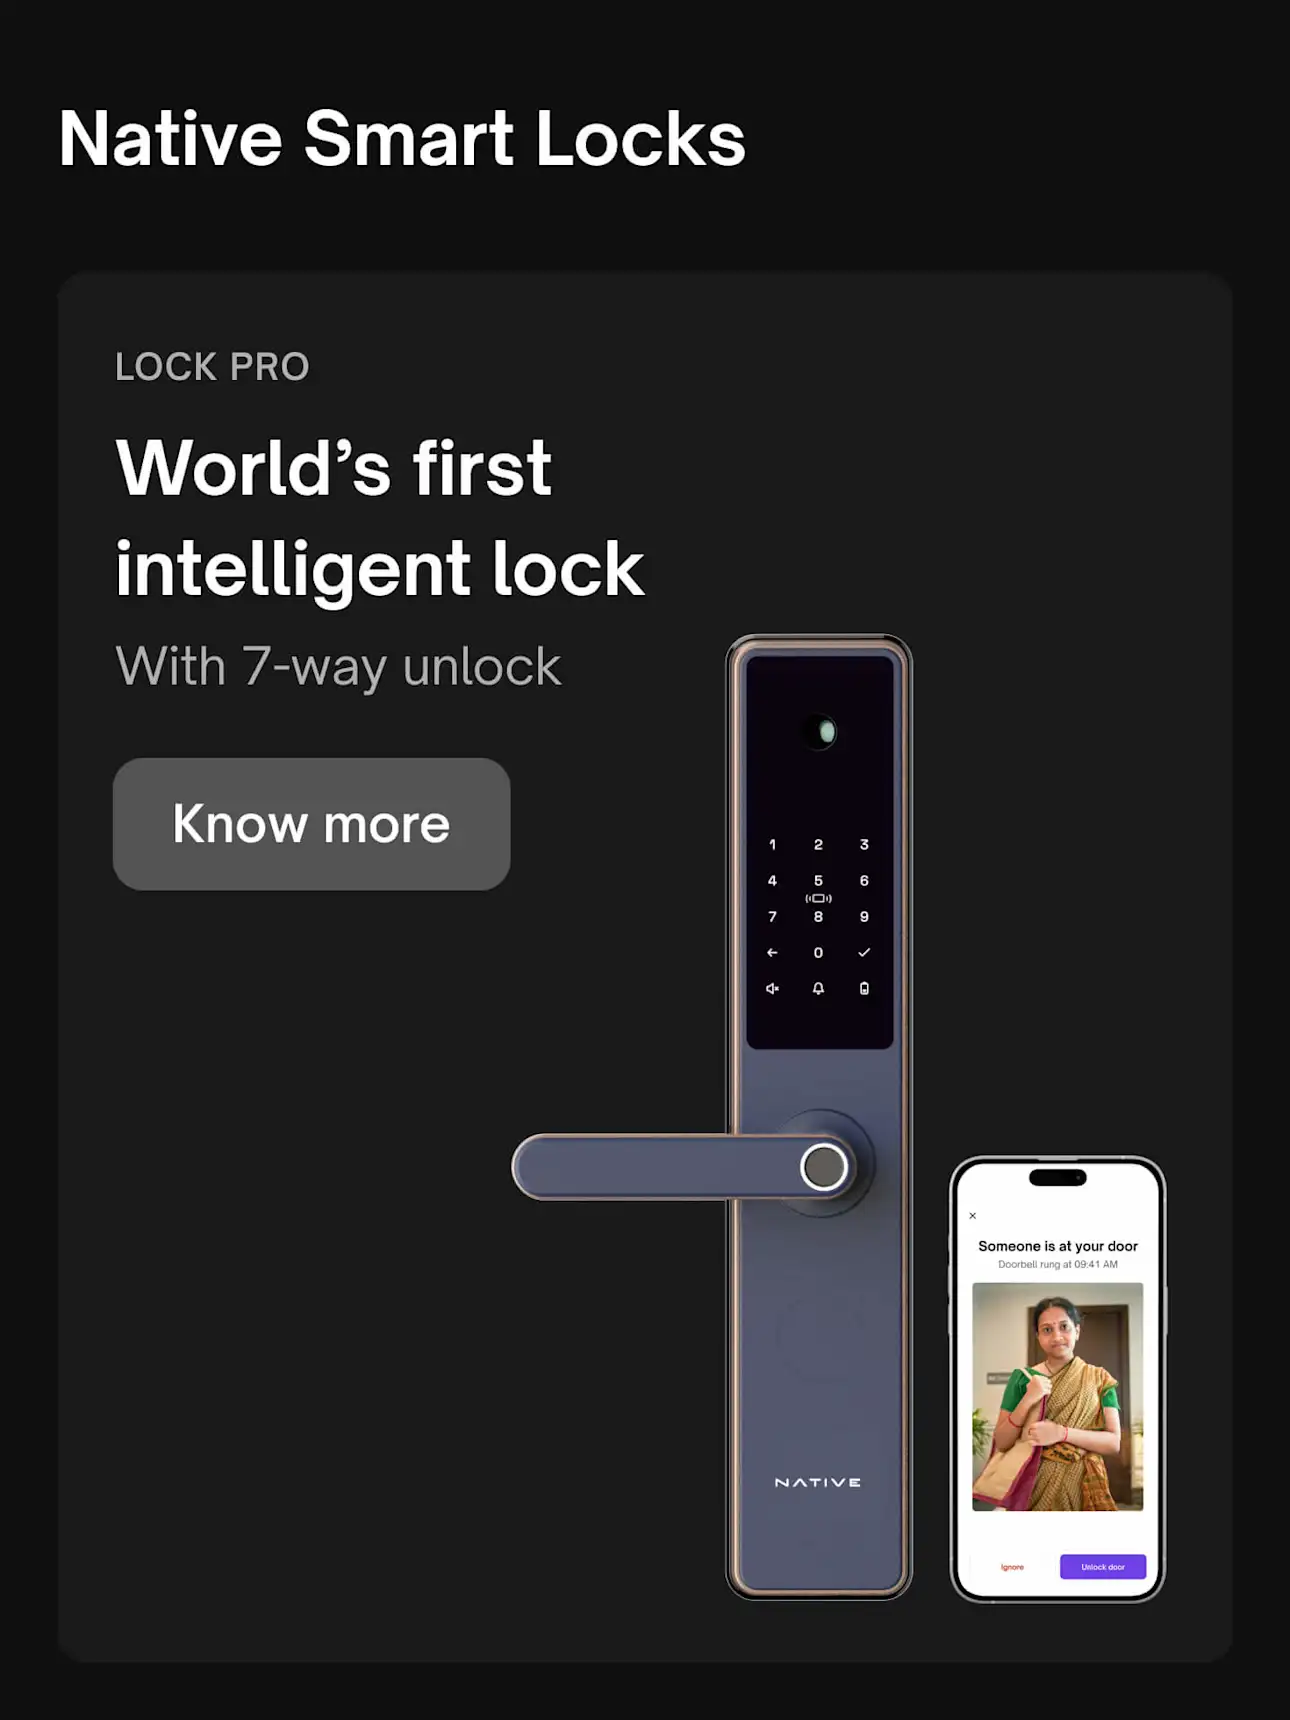 Native Smart Locks
LOCK PRO
World’s first
intelligent lock
With 7-way unlock
Know more
1 2 3
4 5 6
7 8 9
0
NATIVE
Someone is at your door
Doorbell rung at 09:41 AM
Ignore Unlock door